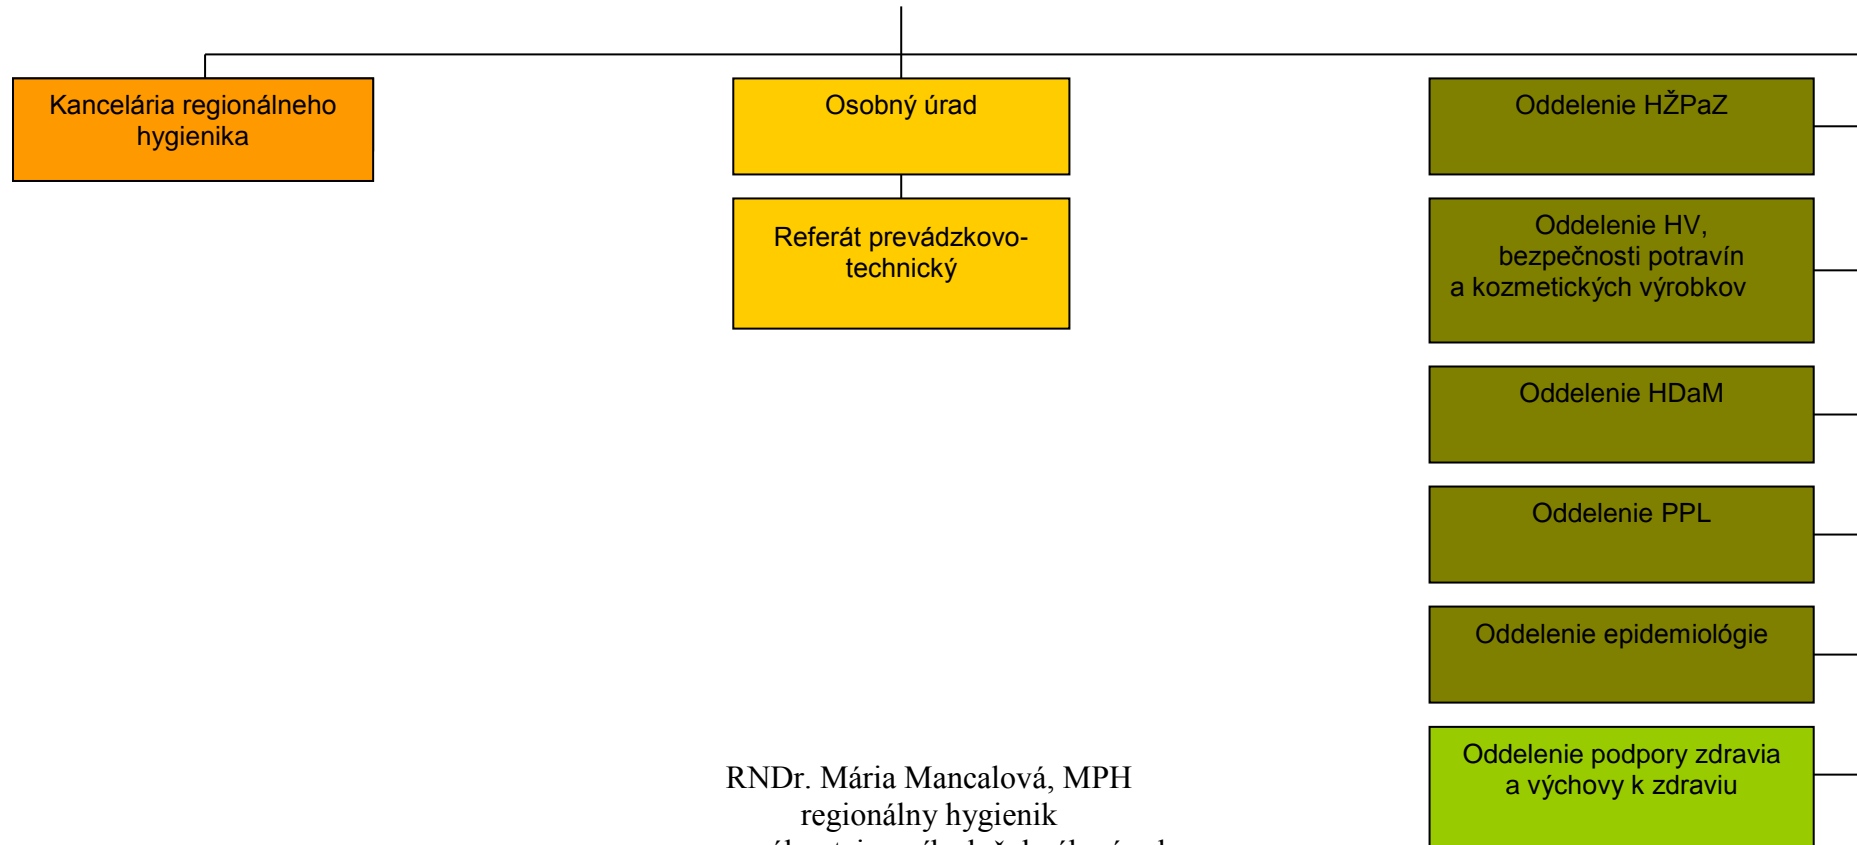 Kancelária regionálneho
hygienika
Osobný úrad
Referát prevádzkovo-
technický
Oddelenie HŽPaZ
Oddelenie HV,
bezpečnosti potravín
a kozmetických výrobkov
Oddelenie HDaM
Oddelenie PPL
Oddelenie epidemiológie
Oddelenie podpory zdravia
a výchovy k zdraviu
RNDr. Mária Mancalová, MPH
regionálny hygienik